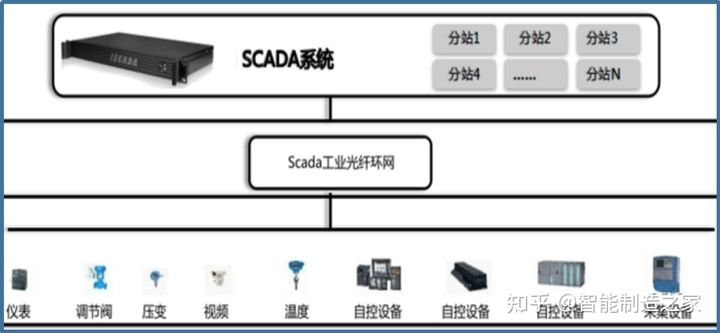 ISCADA
SCADA系统
分站1 分站2 分站3
分站4 ...... 分站N
Scada工业光纤环网
仪表 调节阀 压变 视频 温度 自控设备 自控设备 自控设备 采集设备
知乎 @智能制造之家